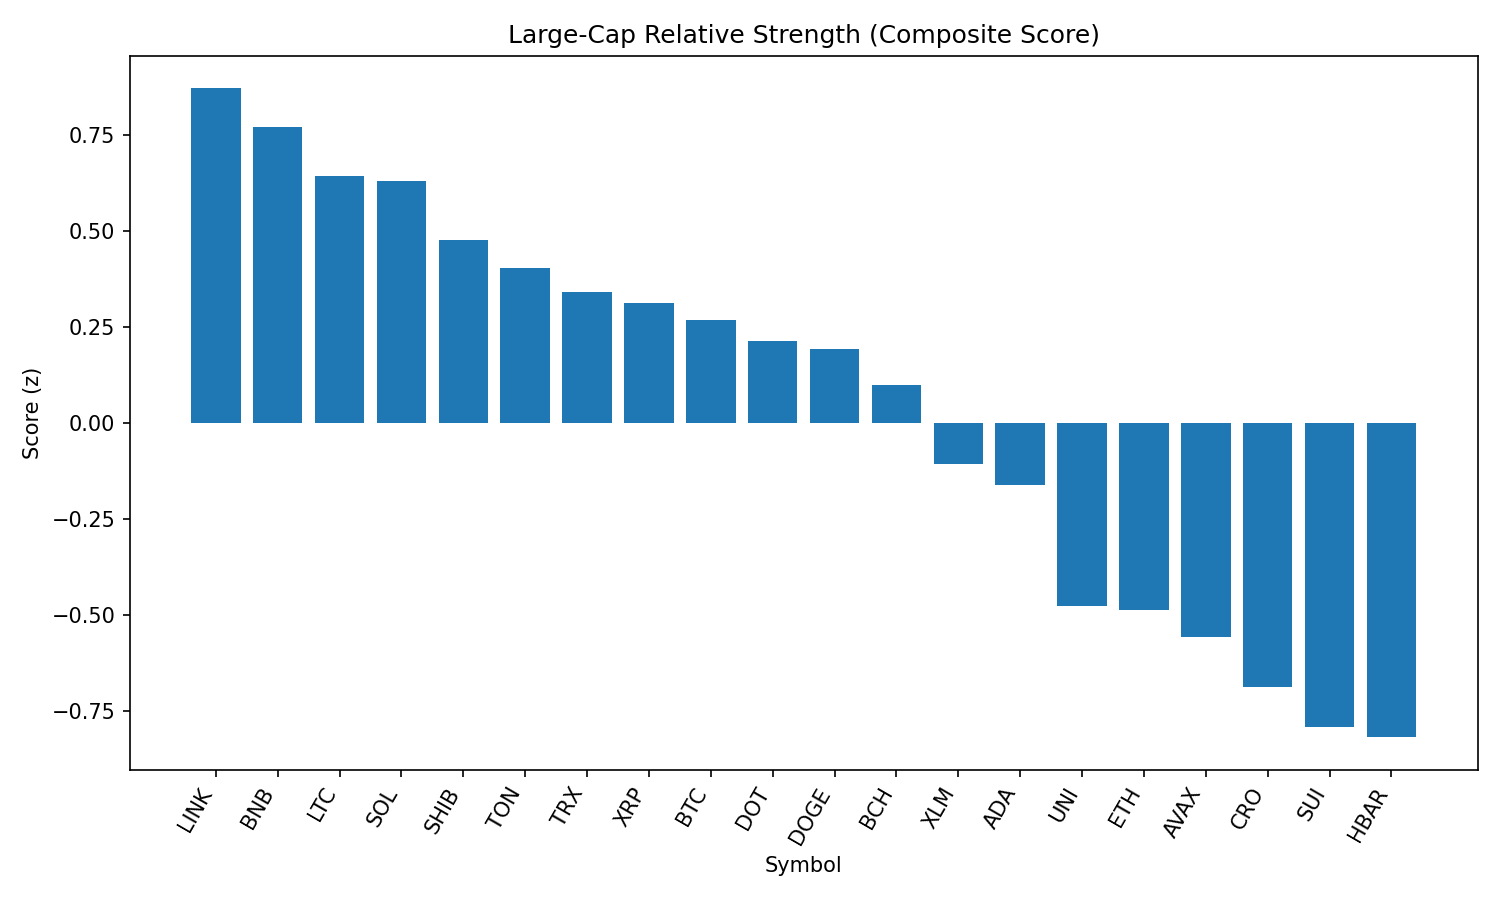 Large-Cap Relative Strength (Composite Score)
Score (z)
0.75
0.50
0.25
0.00
−0.25
−0.50
−0.75
LINK
BNB
LTC
SOL
SHIB
TON
TRX
XRP
BTC
DOT
DOGE
BCH
XLM
ADA
UNI
ETH
AVAX
CRO
SUI
HBAR
Symbol